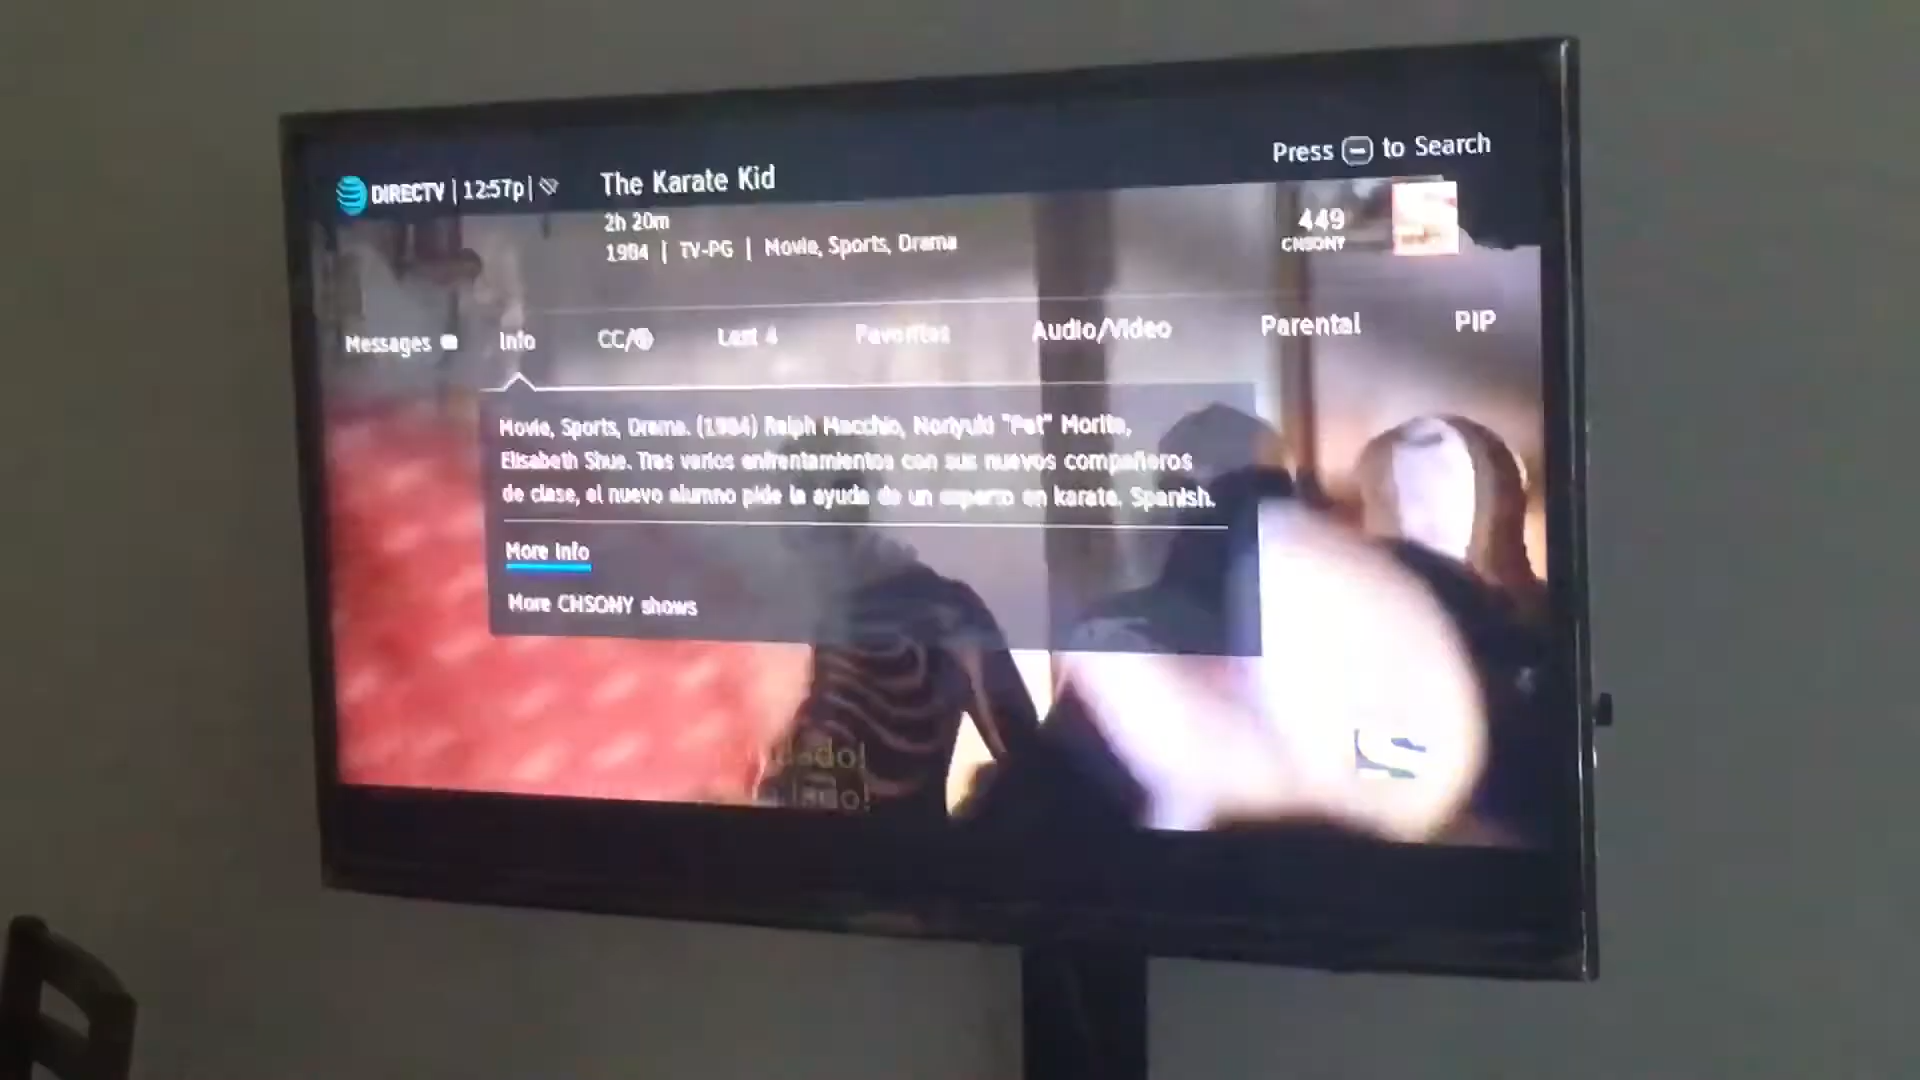 DIRECTV | 12:57p |
The Karate Kid
Press to Search
2h 20m
1984 | TV-PG | Movie, Sports, Drama
449
CNSONY
Messages
Info
CC/
Last 4
Favorites
Audio/Video
Parental
PIP
Movie, Sports, Drama. (1984) Ralph Macchio, Noriyuki "Pat" Morita,
Elisabeth Shue. Tras varios enfrentamientos con sus nuevos compañeros
de clase, el nuevo alumno pide la ayuda de un experto en karate. Spanish.
More Info
More CHSONY shows